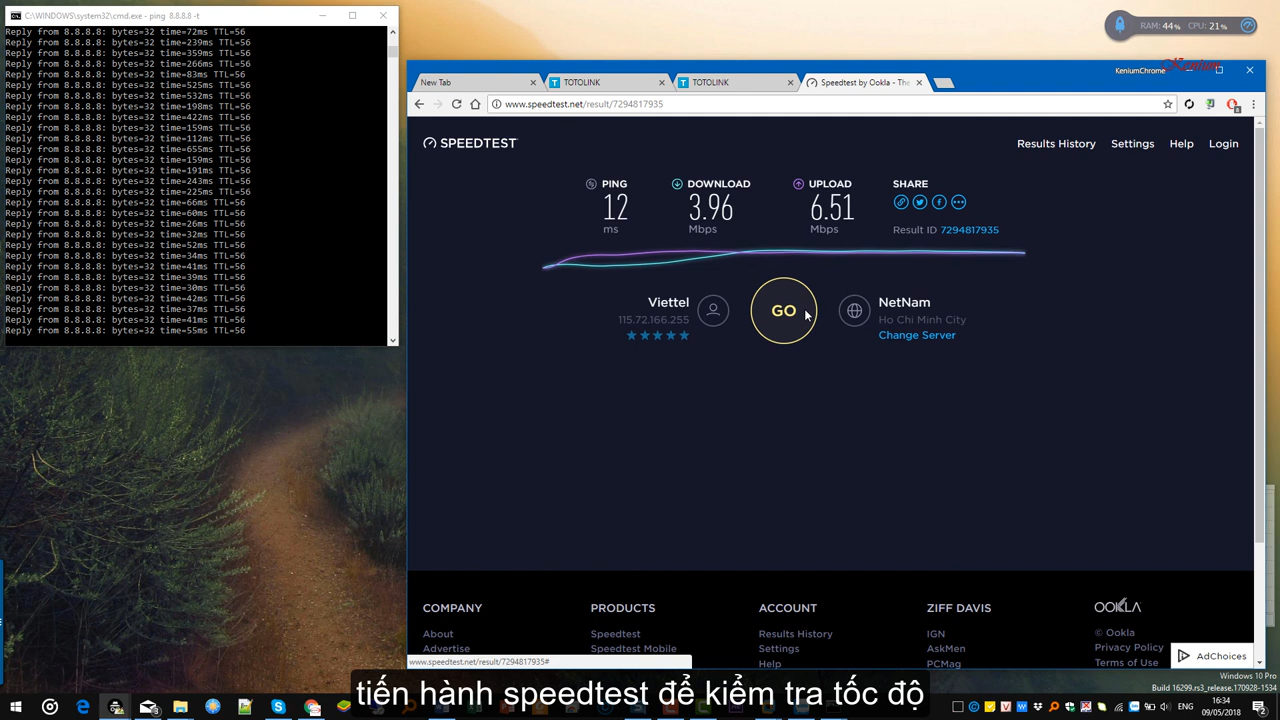 C:\WINDOWS\system32\cmd.exe - ping 8.8.8.8 -t
Reply from 8.8.8.8: bytes=32 time=72ms TTL=56
Reply from 8.8.8.8: bytes=32 time=239ms TTL=56
Reply from 8.8.8.8: bytes=32 time=359ms TTL=56
Reply from 8.8.8.8: bytes=32 time=266ms TTL=56
Reply from 8.8.8.8: bytes=32 time=83ms TTL=56
Reply from 8.8.8.8: bytes=32 time=525ms TTL=56
Reply from 8.8.8.8: bytes=32 time=532ms TTL=56
Reply from 8.8.8.8: bytes=32 time=198ms TTL=56
Reply from 8.8.8.8: bytes=32 time=422ms TTL=56
Reply from 8.8.8.8: bytes=32 time=159ms TTL=56
Reply from 8.8.8.8: bytes=32 time=112ms TTL=56
Reply from 8.8.8.8: bytes=32 time=655ms TTL=56
Reply from 8.8.8.8: bytes=32 time=159ms TTL=56
Reply from 8.8.8.8: bytes=32 time=191ms TTL=56
Reply from 8.8.8.8: bytes=32 time=243ms TTL=56
Reply from 8.8.8.8: bytes=32 time=225ms TTL=56
Reply from 8.8.8.8: bytes=32 time=66ms TTL=56
Reply from 8.8.8.8: bytes=32 time=60ms TTL=56
Reply from 8.8.8.8: bytes=32 time=26ms TTL=56
Reply from 8.8.8.8: bytes=32 time=32ms TTL=56
Reply from 8.8.8.8: bytes=32 time=52ms TTL=56
Reply from 8.8.8.8: bytes=32 time=34ms TTL=56
Reply from 8.8.8.8: bytes=32 time=41ms TTL=56
Reply from 8.8.8.8: bytes=32 time=39ms TTL=56
Reply from 8.8.8.8: bytes=32 time=30ms TTL=56
Reply from 8.8.8.8: bytes=32 time=42ms TTL=56
Reply from 8.8.8.8: bytes=32 time=37ms TTL=56
Reply from 8.8.8.8: bytes=32 time=41ms TTL=56
Reply from 8.8.8.8: bytes=32 time=55ms TTL=56
RAM: 44% CPU: 21%
Kenium
KeniumChrome
New Tab TOTOLINK TOTOLINK Speedtest by Ookla - The
www.speedtest.net/result/7294817935
SPEEDTEST Results History Settings Help Login
PING DOWNLOAD UPLOAD SHARE
12 3.96 6.51
ms Mbps Mbps Result ID 7294817935
Viettel GO NetNam
115.72.166.255 Ho Chi Minh City
Change Server
COMPANY PRODUCTS ACCOUNT ZIFF DAVIS OOKLA
About Speedtest Results History IGN © Ookla
Advertise Speedtest Mobile Settings AskMen Privacy Policy
Help PCMag Terms of Use
AdChoices
www.speedtest.net/result/7294817935#
Windows 10 Pro
Build 16299.rs3_release.170928-1534
tiến hành speedtest để kiểm tra tốc độ
16:34
09/05/2018